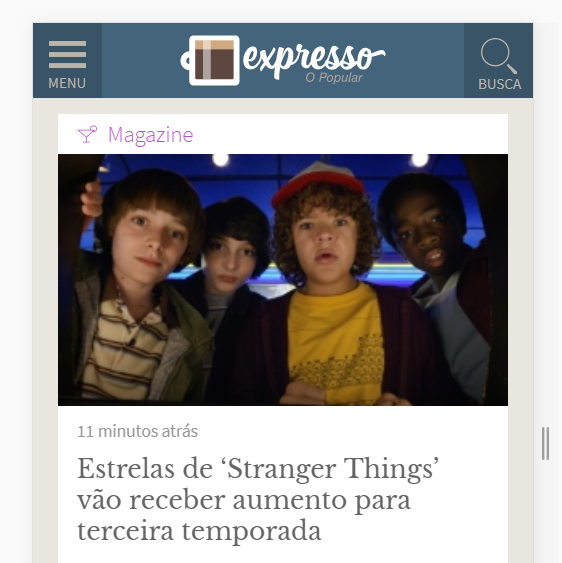 MENU
expresso
O Popular
BUSCA
Magazine
11 minutos atrás
Estrelas de ‘Stranger Things’
vão receber aumento para
terceira temporada